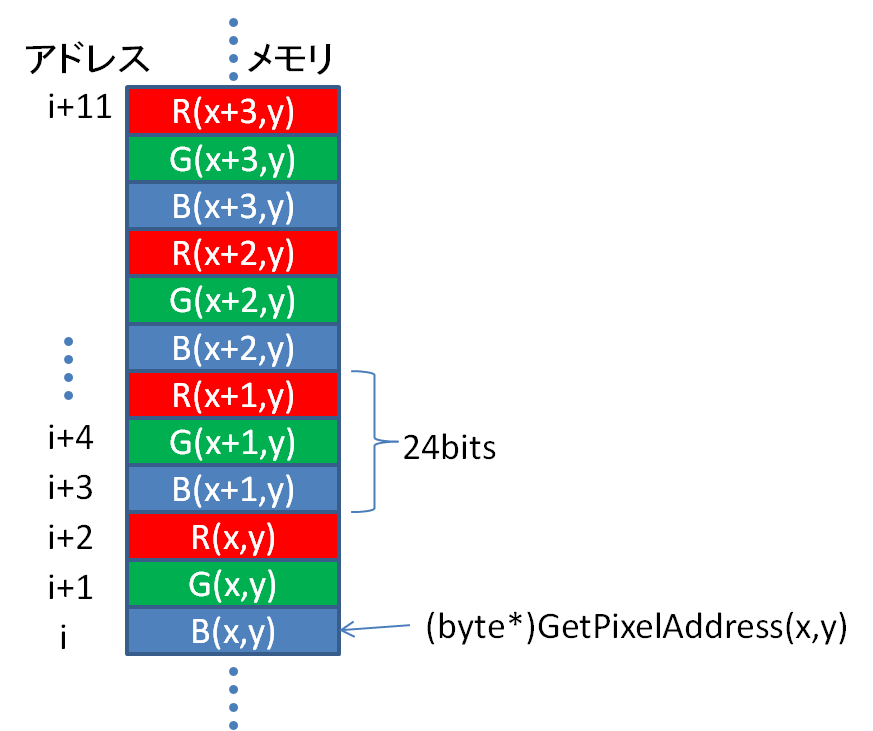 アドレス メモリ
i+11 R(x+3,y)
G(x+3,y)
B(x+3,y)
R(x+2,y)
G(x+2,y)
B(x+2,y)
R(x+1,y)
i+4 G(x+1,y) 24bits
i+3 B(x+1,y)
i+2 R(x,y)
i+1 G(x,y)
i B(x,y) (byte*)GetPixelAddress(x,y)